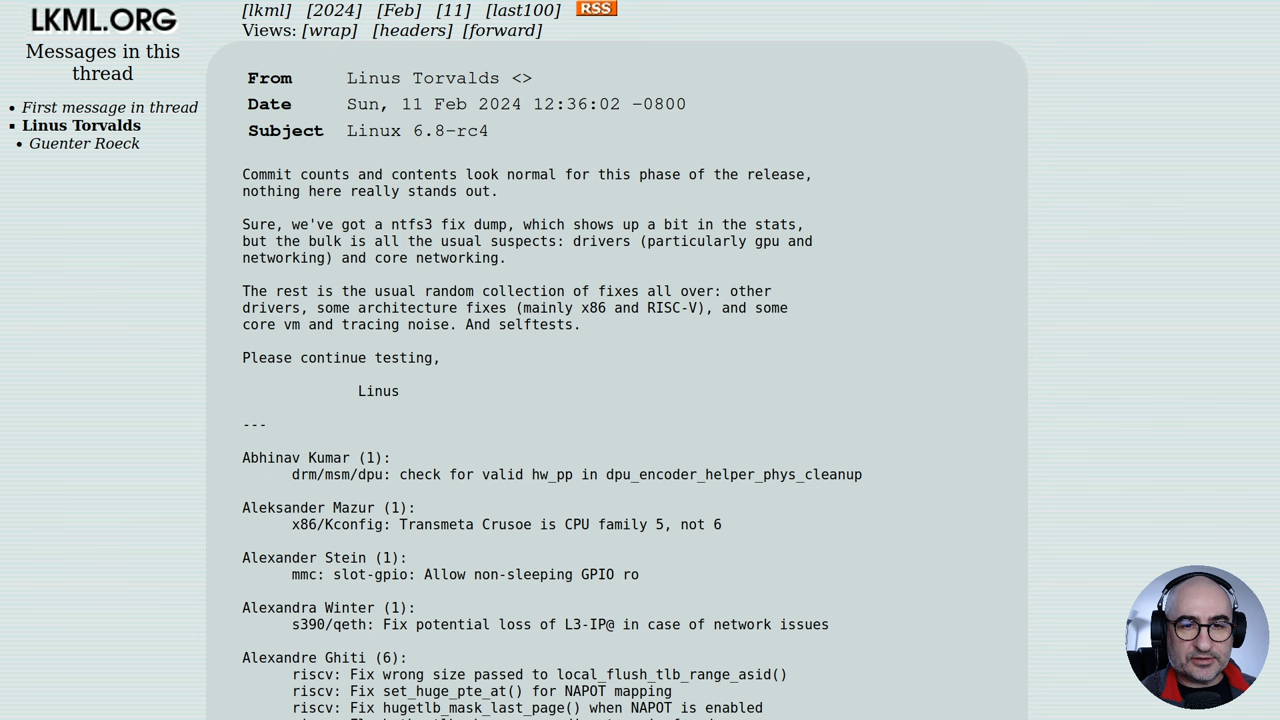 LKML.ORG
Messages in this
thread
• First message in thread
▪ Linus Torvalds
• Guenter Roeck
[lkml] [2024] [Feb] [11] [last100] RSS
Views: [wrap] [headers] [forward]
From Linus Torvalds <>
Date Sun, 11 Feb 2024 12:36:02 -0800
Subject Linux 6.8-rc4
Commit counts and contents look normal for this phase of the release,
nothing here really stands out.
Sure, we've got a ntfs3 fix dump, which shows up a bit in the stats,
but the bulk is all the usual suspects: drivers (particularly gpu and
networking) and core networking.
The rest is the usual random collection of fixes all over: other
drivers, some architecture fixes (mainly x86 and RISC-V), and some
core vm and tracing noise. And selftests.
Please continue testing,
Linus
---
Abhinav Kumar (1):
drm/msm/dpu: check for valid hw_pp in dpu_encoder_helper_phys_cleanup
Aleksander Mazur (1):
x86/Kconfig: Transmeta Crusoe is CPU family 5, not 6
Alexander Stein (1):
mmc: slot-gpio: Allow non-sleeping GPIO ro
Alexandra Winter (1):
s390/qeth: Fix potential loss of L3-IP@ in case of network issues
Alexandre Ghiti (6):
riscv: Fix wrong size passed to local_flush_tlb_range_asid()
riscv: Fix set_huge_pte_at() for NAPOT mapping
riscv: Fix hugetlb_mask_last_page() when NAPOT is enabled